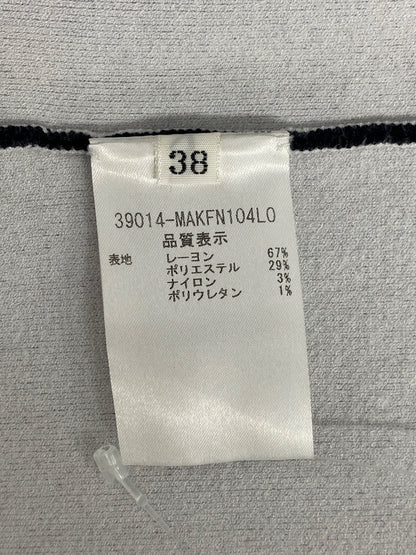 38
39014-MAKFN104LO
品質表示
表地 レーヨン 67%
ポリエステル 29%
ナイロン 3%
ポリウレタン 1%